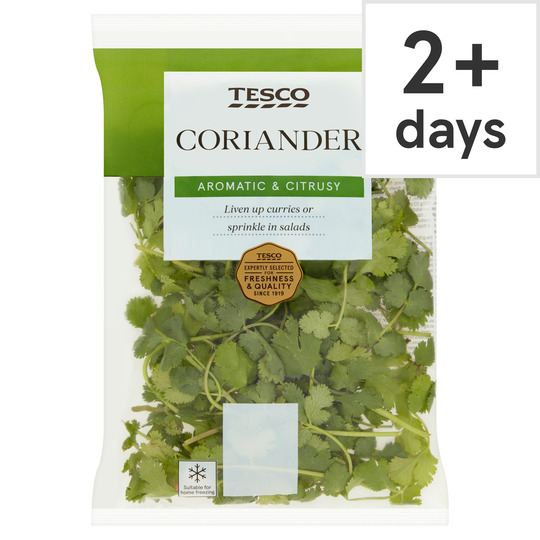 2+
days
TESCO
CORIANDER
AROMATIC & CITRUSY
Liven up curries or
sprinkle in salads
TESCO
EXPERTLY SELECTED
FOR
FRESHNESS
& QUALITY
SINCE 1919
Suitable for
home freezing